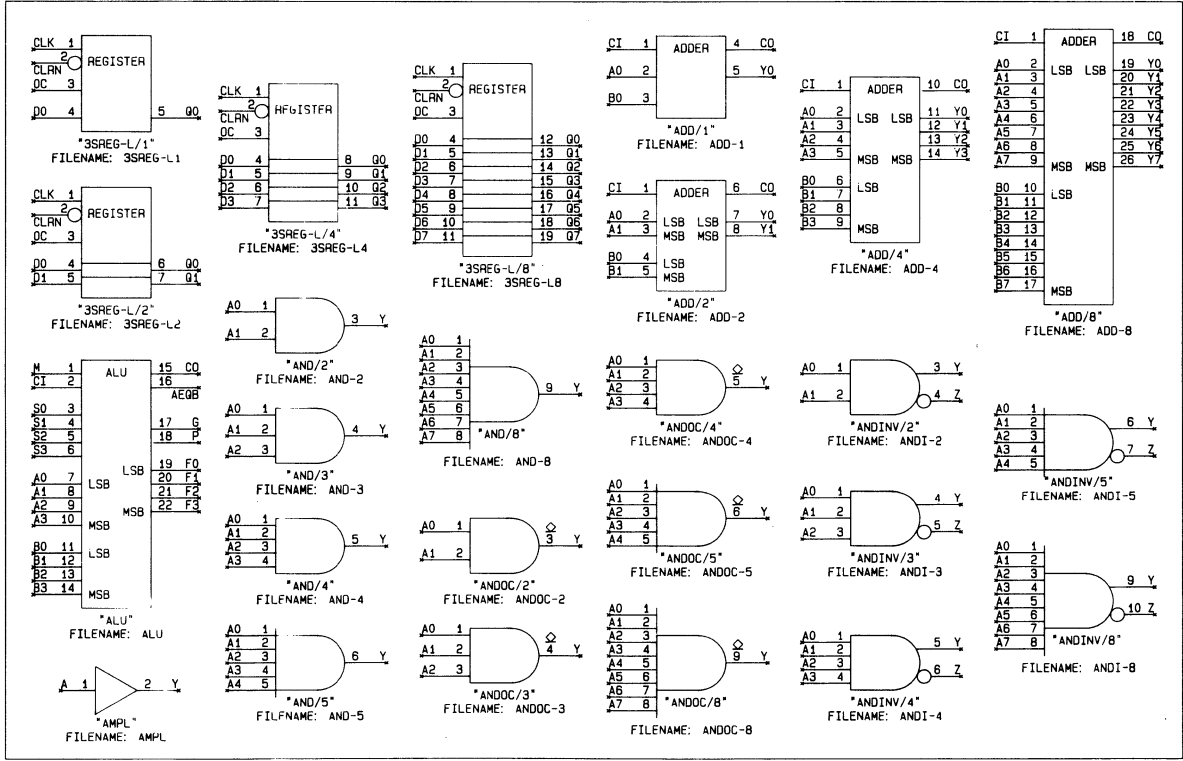 CLK 1
2
CLRN
OC 3
REGISTER
D0 4
5 Q0
"3SREG-L/1"
FILENAME: 3SREG-L1
CLK 1
2
CLRN
OC 3
REGISTER
D0 4
D1 5
6 Q0
7 Q1
"3SREG-L/2"
FILENAME: 3SREG-L2
CLK 1
2
CLRN
OC 3
REGISTER
D0 4
D1 5
D2 6
D3 7
8 Q0
9 Q1
10 Q2
11 Q3
"3SREG-L/4"
FILENAME: 3SREG-L4
CLK 1
2
CLRN
OC 3
REGISTER
D0 4
D1 5
D2 6
D3 7
D4 8
D5 9
D6 10
D7 11
12 Q0
13 Q1
14 Q2
15 Q3
16 Q4
17 Q5
18 Q6
19 Q7
"3SREG-L/8"
FILENAME: 3SREG-L8
CI 1
A0 2
B0 3
ADDER
4 CO
5 Y0
"ADD/1"
FILENAME: ADD-1
CI 1
A0 2 LSB
A1 3 MSB
B0 4 LSB
B1 5 MSB
ADDER
6 CO
LSB 7 Y0
MSB 8 Y1
"ADD/2"
FILENAME: ADD-2
CI 1
ADDER
10 CO
A0 2 LSB
A1 3
A2 4
A3 5 MSB
LSB 11 Y0
12 Y1
13 Y2
MSB 14 Y3
B0 6 LSB
B1 7
B2 8
B3 9 MSB
"ADD/4"
FILENAME: ADD-4
CI 1
ADDER
18 CO
A0 2 LSB
A1 3
A2 4
A3 5
A4 6
A5 7
A6 8
A7 9 MSB
LSB 19 Y0
20 Y1
21 Y2
22 Y3
23 Y4
24 Y5
25 Y6
MSB 26 Y7
B0 10 LSB
B1 11
B2 12
B3 13
B4 14
B5 15
B6 16
B7 17 MSB
"ADD/8"
FILENAME: ADD-8
M 1
CI 2
ALU
15 CO
16
AEQB
S0 3
S1 4
S2 5
S3 6
17 G
18 P
A0 7 LSB
A1 8
A2 9
A3 10 MSB
LSB 19 F0
20 F1
21 F2
MSB 22 F3
B0 11 LSB
B1 12
B2 13
B3 14 MSB
"ALU"
FILENAME: ALU
A 1
2 Y
"AMPL"
FILENAME: AMPL
A0 1
A1 2
3 Y
"AND/2"
FILENAME: AND-2
A0 1
A1 2
A2 3
4 Y
"AND/3"
FILENAME: AND-3
A0 1
A1 2
A2 3
A3 4
5 Y
"AND/4"
FILENAME: AND-4
A0 1
A1 2
A2 3
A3 4
A4 5
6 Y
"AND/5"
FILENAME: AND-5
A0 1
A1 2
A2 3
A3 4
A4 5
A5 6
A6 7
A7 8
9 Y
"AND/8"
FILENAME: AND-8
A0 1
A1 2
3 Y
"ANDOC/2"
FILENAME: ANDOC-2
A0 1
A1 2
A2 3
4 Y
"ANDOC/3"
FILENAME: ANDOC-3
A0 1
A1 2
A2 3
A3 4
5 Y
"ANDOC/4"
FILENAME: ANDOC-4
A0 1
A1 2
A2 3
A3 4
A4 5
6 Y
"ANDOC/5"
FILENAME: ANDOC-5
A0 1
A1 2
A2 3
A3 4
A4 5
A5 6
A6 7
A7 8
9 Y
"ANDOC/8"
FILENAME: ANDOC-8
A0 1
A1 2
3 Y
4 Z
"ANDINV/2"
FILENAME: ANDI-2
A0 1
A1 2
A2 3
4 Y
5 Z
"ANDINV/3"
FILENAME: ANDI-3
A0 1
A1 2
A2 3
A3 4
5 Y
6 Z
"ANDINV/4"
FILENAME: ANDI-4
A0 1
A1 2
A2 3
A3 4
A4 5
6 Y
7 Z
"ANDINV/5"
FILENAME: ANDI-5
A0 1
A1 2
A2 3
A3 4
A4 5
A5 6
A6 7
A7 8
9 Y
10 Z
"ANDINV/8"
FILENAME: ANDI-8